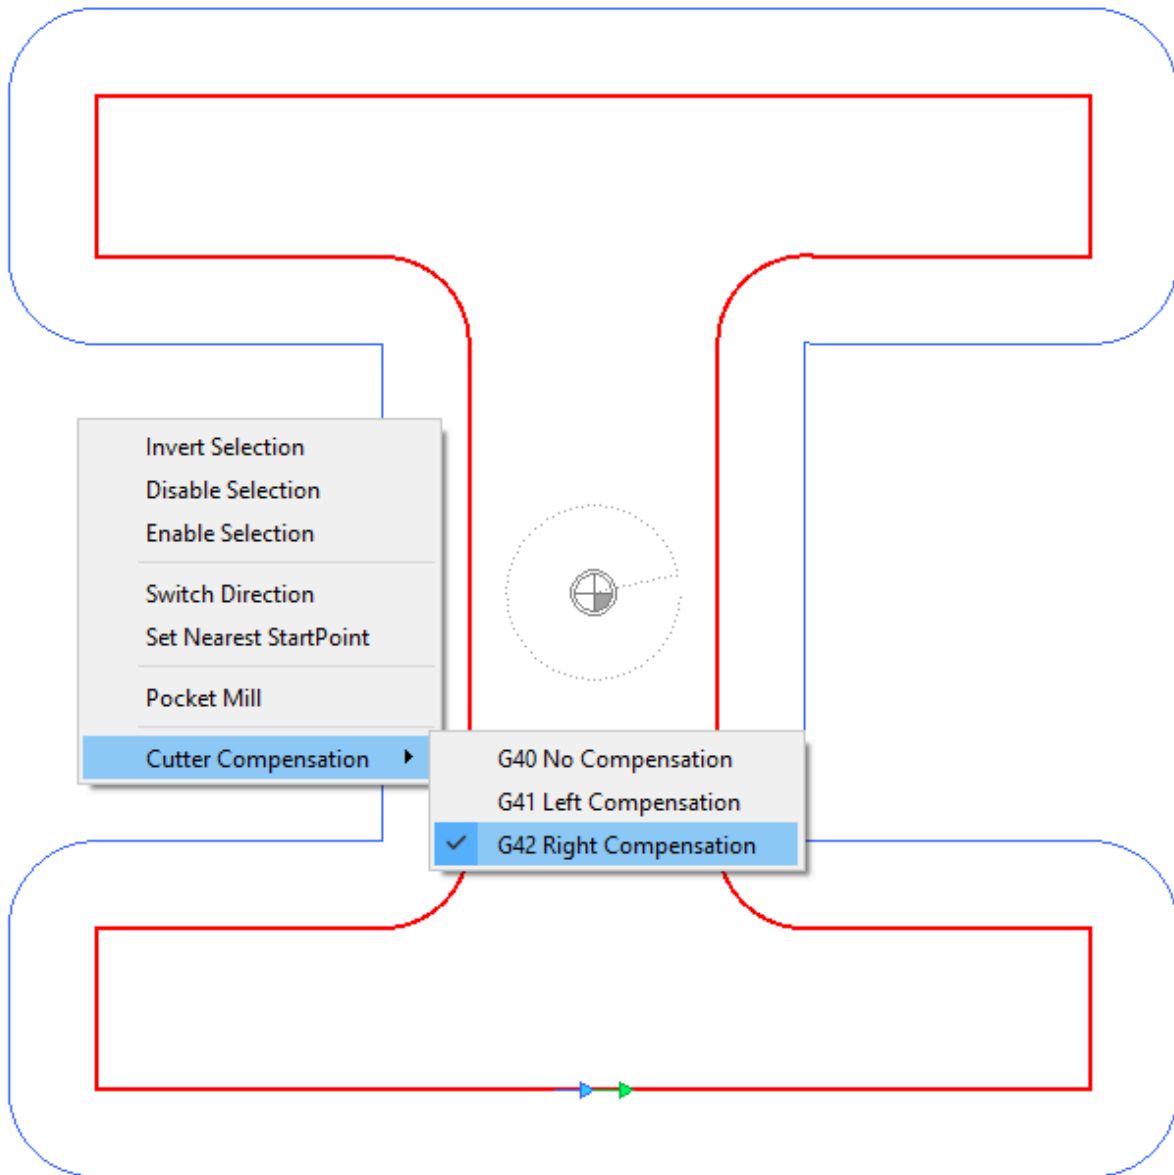 Invert Selection
Disable Selection
Enable Selection
Switch Direction
Set Nearest StartPoint
Pocket Mill
Cutter Compensation
G40 No Compensation
G41 Left Compensation
G42 Right Compensation